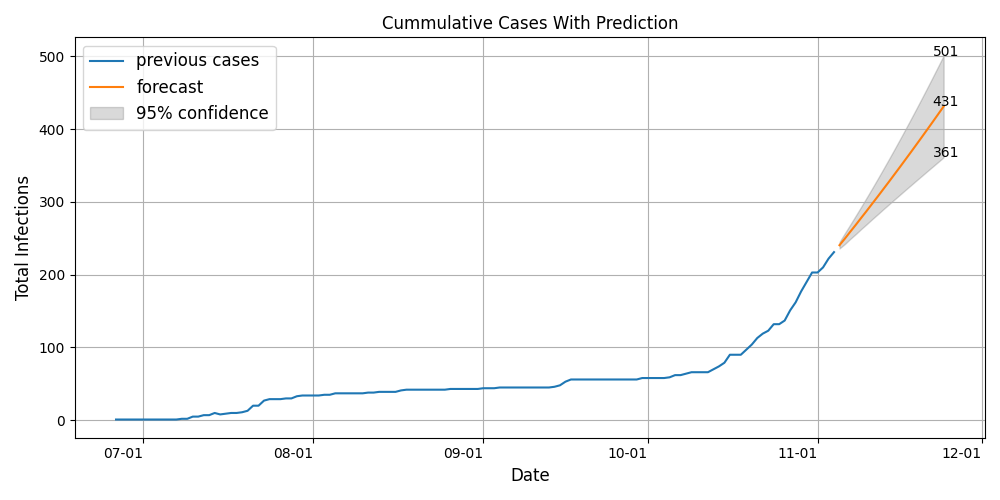 Cummulative Cases With Prediction
500
400
300
200
100
0
Total Infections
previous cases
forecast
95% confidence
501
431
361
07-01
08-01
09-01
10-01
11-01
12-01
Date